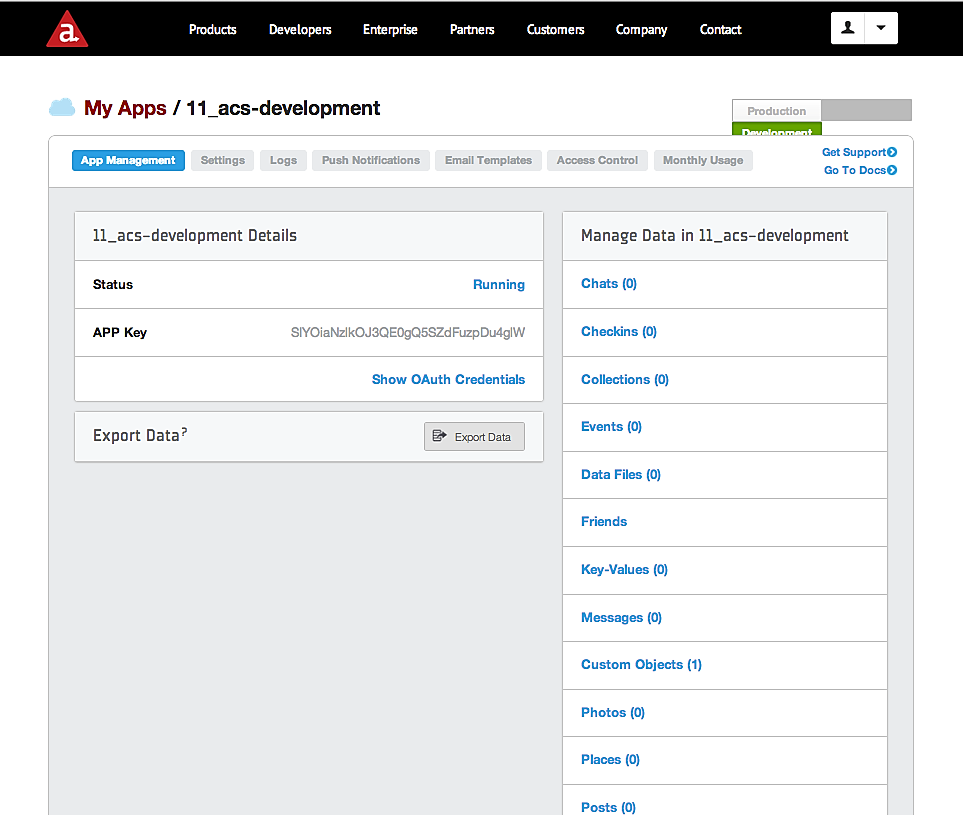 a
Products Developers Enterprise Partners Customers Company Contact
My Apps / 11_acs-development
Production
Development
App Management Settings Logs Push Notifications Email Templates Access Control Monthly Usage
Get Support
Go To Docs
11_acs-development Details
Status Running
APP Key SlYOiaNzlkOJ3QE0gQ5SZdFuzpDu4glW
Show OAuth Credentials
Export Data?
Export Data
Manage Data in 11_acs-development
Chats (0)
Checkins (0)
Collections (0)
Events (0)
Data Files (0)
Friends
Key-Values (0)
Messages (0)
Custom Objects (1)
Photos (0)
Places (0)
Posts (0)